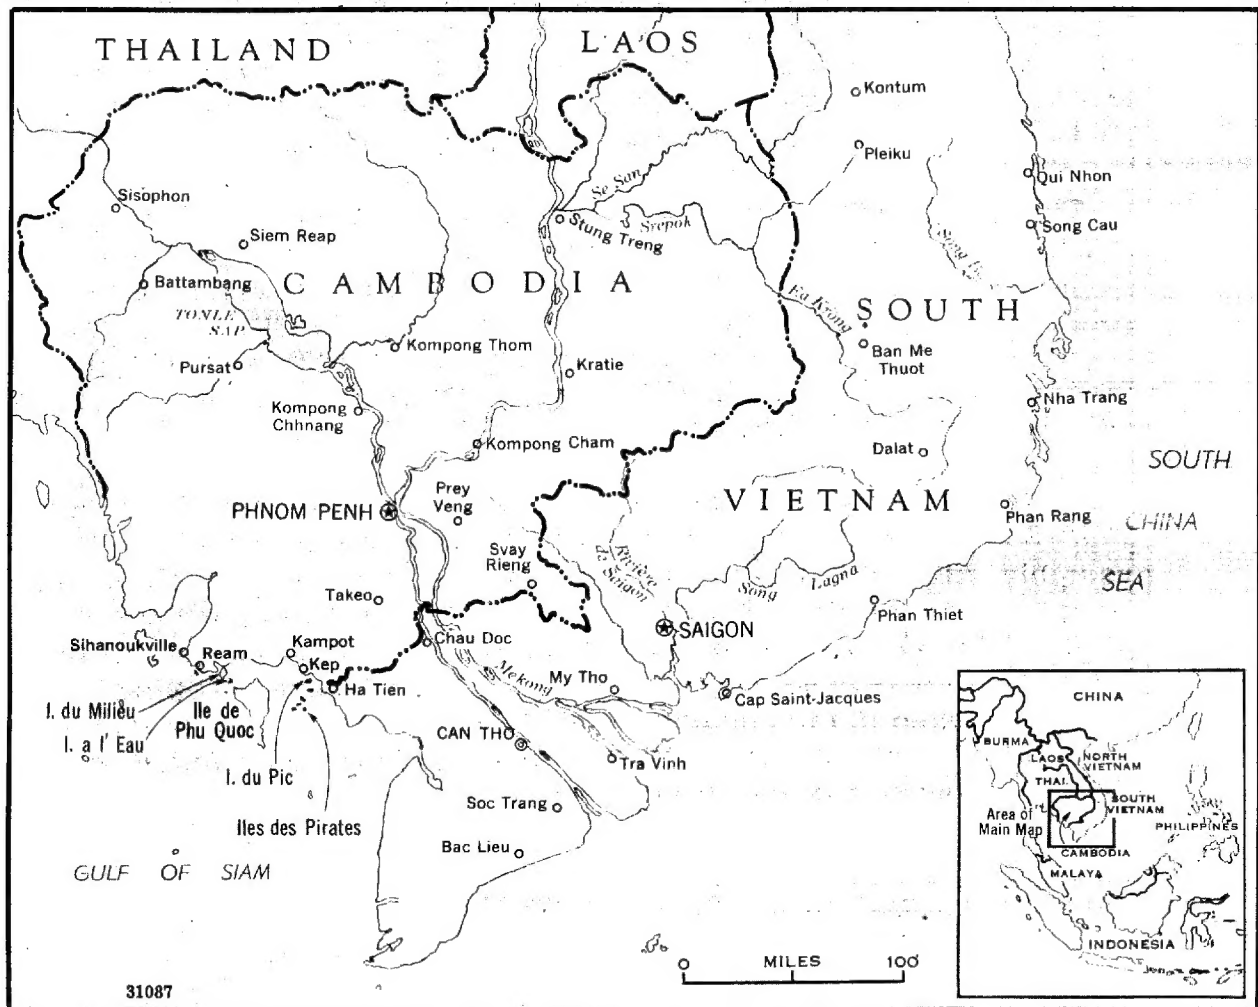 THAILAND
LAOS
Kontum
Pleiku
Qui Nhon
Song Cau
Se San
Srepok
Stung Treng
Sisophon
Siem Reap
Battambang
CAMBODIA
TONLE
SAP
Ea Krong
SOUTH
Ban Me
Thuot
Kompong Thom
Pursat
Kratie
Kompong
Chhnang
Nha Trang
Kompong Cham
Dalat
SOUTH
CHINA
SEA
VIETNAM
Prey
Veng
PHNOM PENH
Phan Rang
Svay
Rieng
Rivière
de Saigon
Song Lagna
Takeo
Phan Thiet
SAIGON
Chau Doc
Sihanoukville
Ream
Kampot
Kep
Ha Tien
Mekong
My Tho
Cap Saint-Jacques
I. du Milieu
I. a l' Eau
Ile de
Phu Quoc
I. du Pic
Iles des Pirates
CAN THO
Tra Vinh
Soc Trang
Bac Lieu
GULF OF SIAM
0 MILES 100
31087
CHINA
BURMA
LAOS
NORTH
VIETNAM
THAI.
SOUTH
VIETNAM
Area of
Main Map
PHILIPPINES
CAMBODIA
MALAYA
INDONESIA